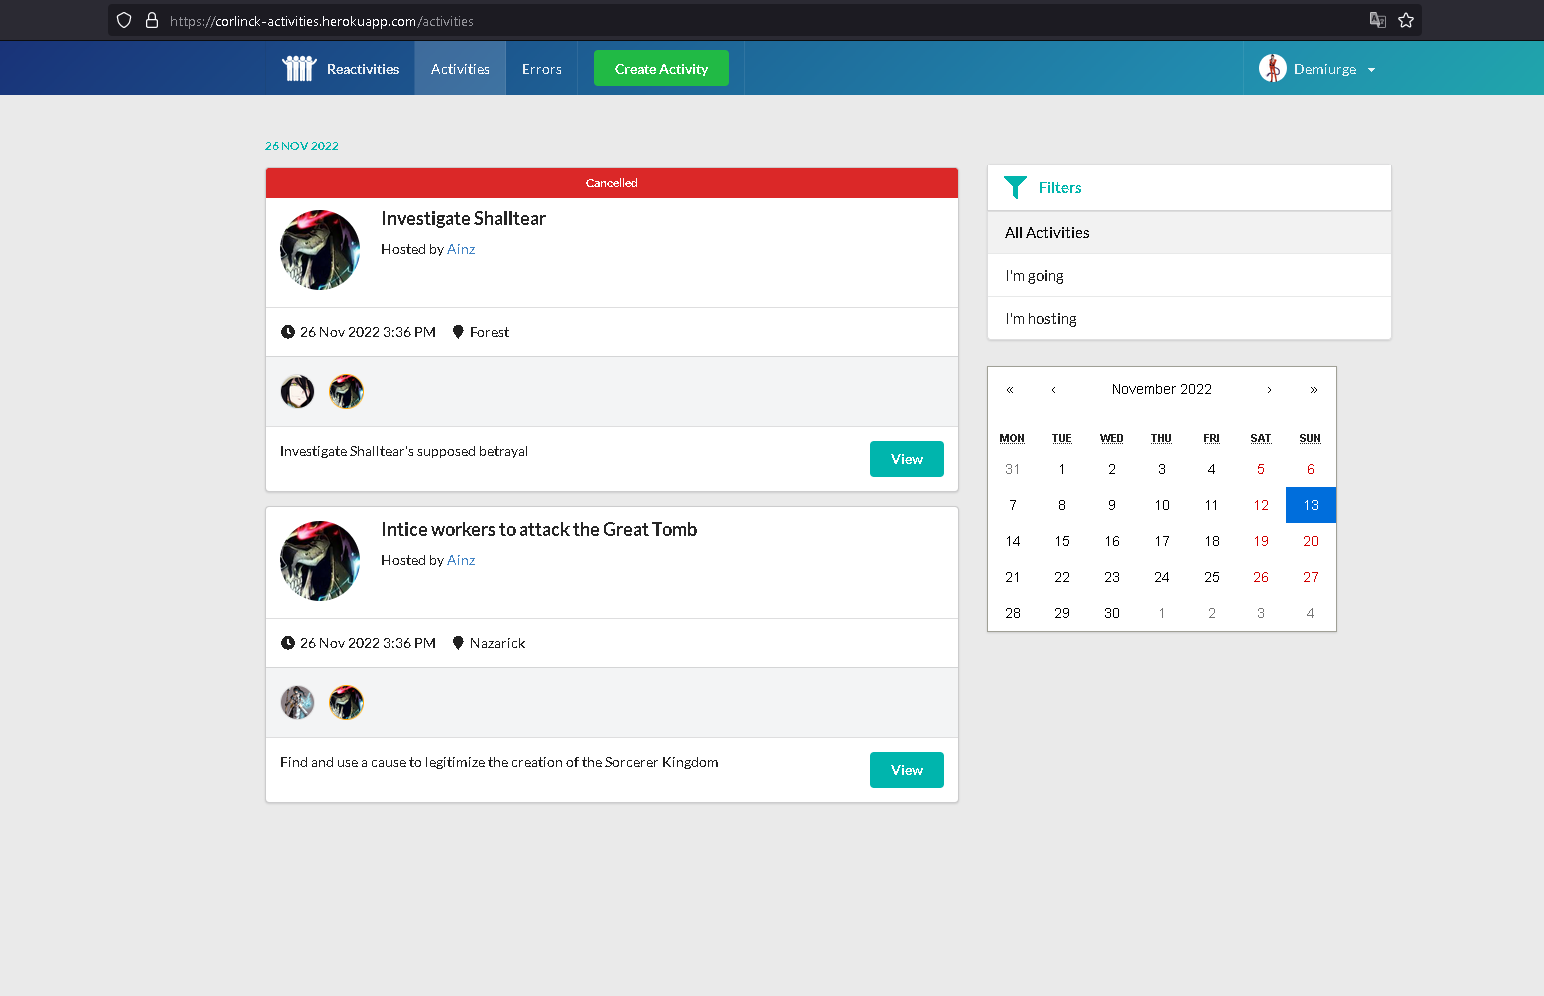 https://corlinck-activities.herokuapp.com/activities
Reactivities Activities Errors Create Activity Demiurge
26 NOV 2022
Cancelled
Investigate Shalltear
Hosted by Ainz
26 Nov 2022 3:36 PM Forest
Investigate Shalltear's supposed betrayal
View
Intice workers to attack the Great Tomb
Hosted by Ainz
26 Nov 2022 3:36 PM Nazarick
Find and use a cause to legitimize the creation of the Sorcerer Kingdom
View
Filters
All Activities
I'm going
I'm hosting
« ‹ November 2022 › »
MON TUE WED THU FRI SAT SUN
31 1 2 3 4 5 6
7 8 9 10 11 12 13
14 15 16 17 18 19 20
21 22 23 24 25 26 27
28 29 30 1 2 3 4